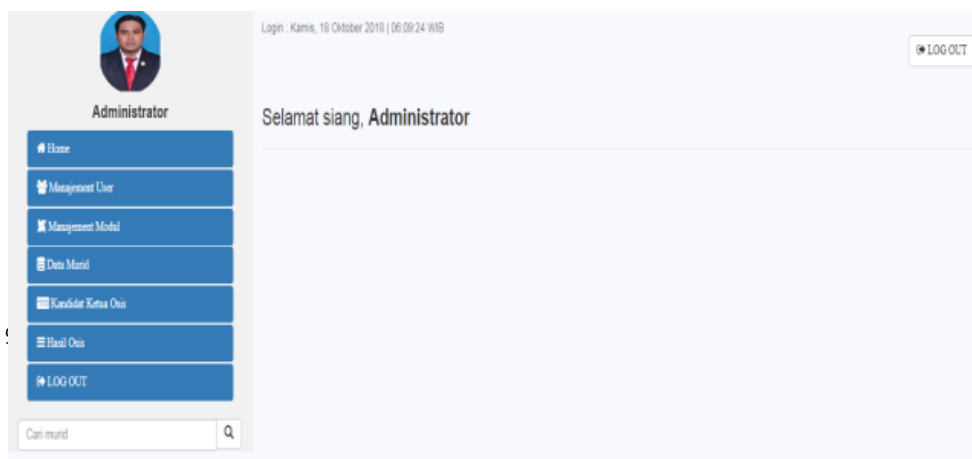 Login : Kamis, 18 Oktober 2018 | 06:09:24 WIB
LOG OUT
Administrator
Selamat siang, Administrator
Home
Manajement User
Manajement Modul
Data Murid
Kandidat Ketua Osis
Hasil Osis
LOG OUT
Cari murid